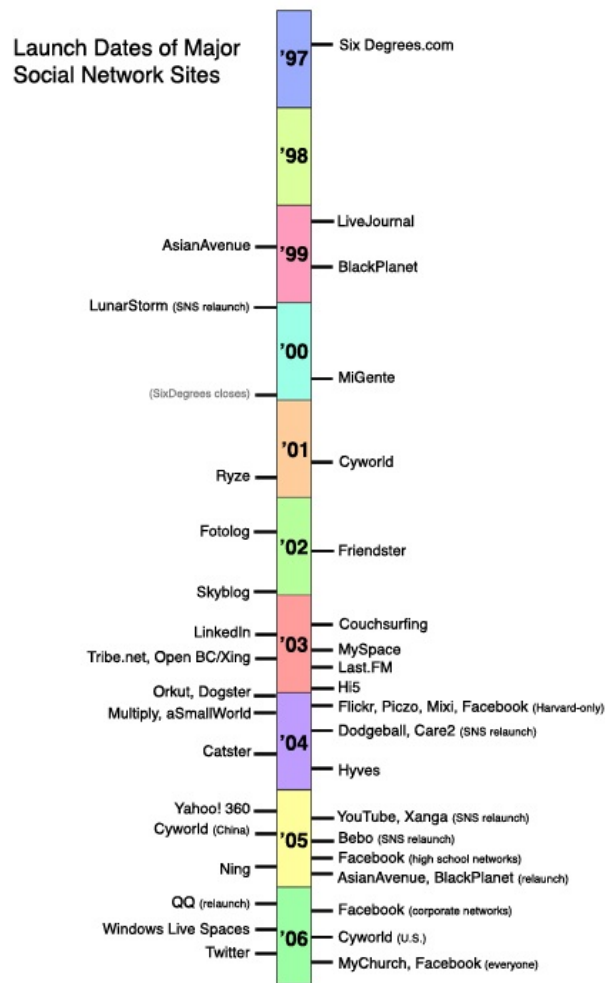 Launch Dates of Major
Social Network Sites
'97
Six Degrees.com
'98
'99
LiveJournal
AsianAvenue
BlackPlanet
LunarStorm (SNS relaunch)
'00
MiGente
(SixDegrees closes)
'01
Cyworld
Ryze
Fotolog
'02
Friendster
Skyblog
'03
Couchsurfing
LinkedIn
MySpace
Tribe.net, Open BC/Xing
Last.FM
Hi5
Orkut, Dogster
'04
Flickr, Piczo, Mixi, Facebook (Harvard-only)
Multiply, aSmallWorld
Dodgeball, Care2 (SNS relaunch)
Catster
Hyves
Yahoo! 360
'05
YouTube, Xanga (SNS relaunch)
Cyworld (China)
Bebo (SNS relaunch)
Facebook (high school networks)
Ning
AsianAvenue, BlackPlanet (relaunch)
QQ (relaunch)
'06
Facebook (corporate networks)
Windows Live Spaces
Cyworld (U.S.)
Twitter
MyChurch, Facebook (everyone)